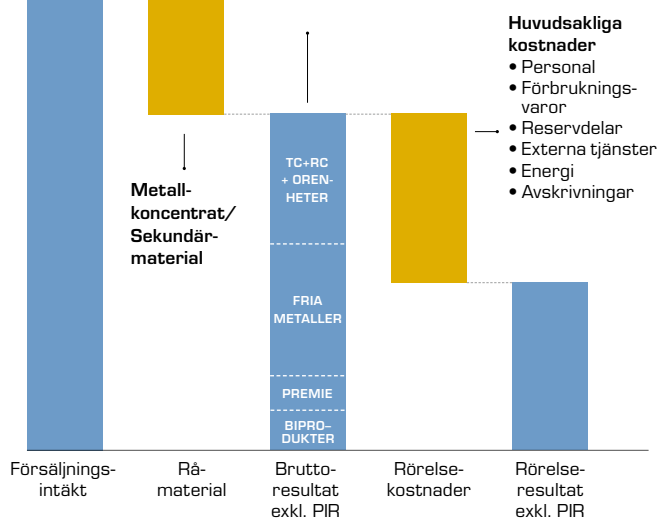 Huvudsakliga
kostnader
• Personal
• Förbruknings-
varor
• Reservdelar
• Externa tjänster
• Energi
• Avskrivningar
Metall-
koncentrat/
Sekundär-
material
TC+RC
+ OREN-
HETER
FRIA
METALLER
PREMIE
BIPRO–
DUKTER
Försäljnings-
intäkt
Rå-
material
Brutto-
resultat
exkl. PIR
Rörelse-
kostnader
Rörelse-
resultat
exkl. PIR